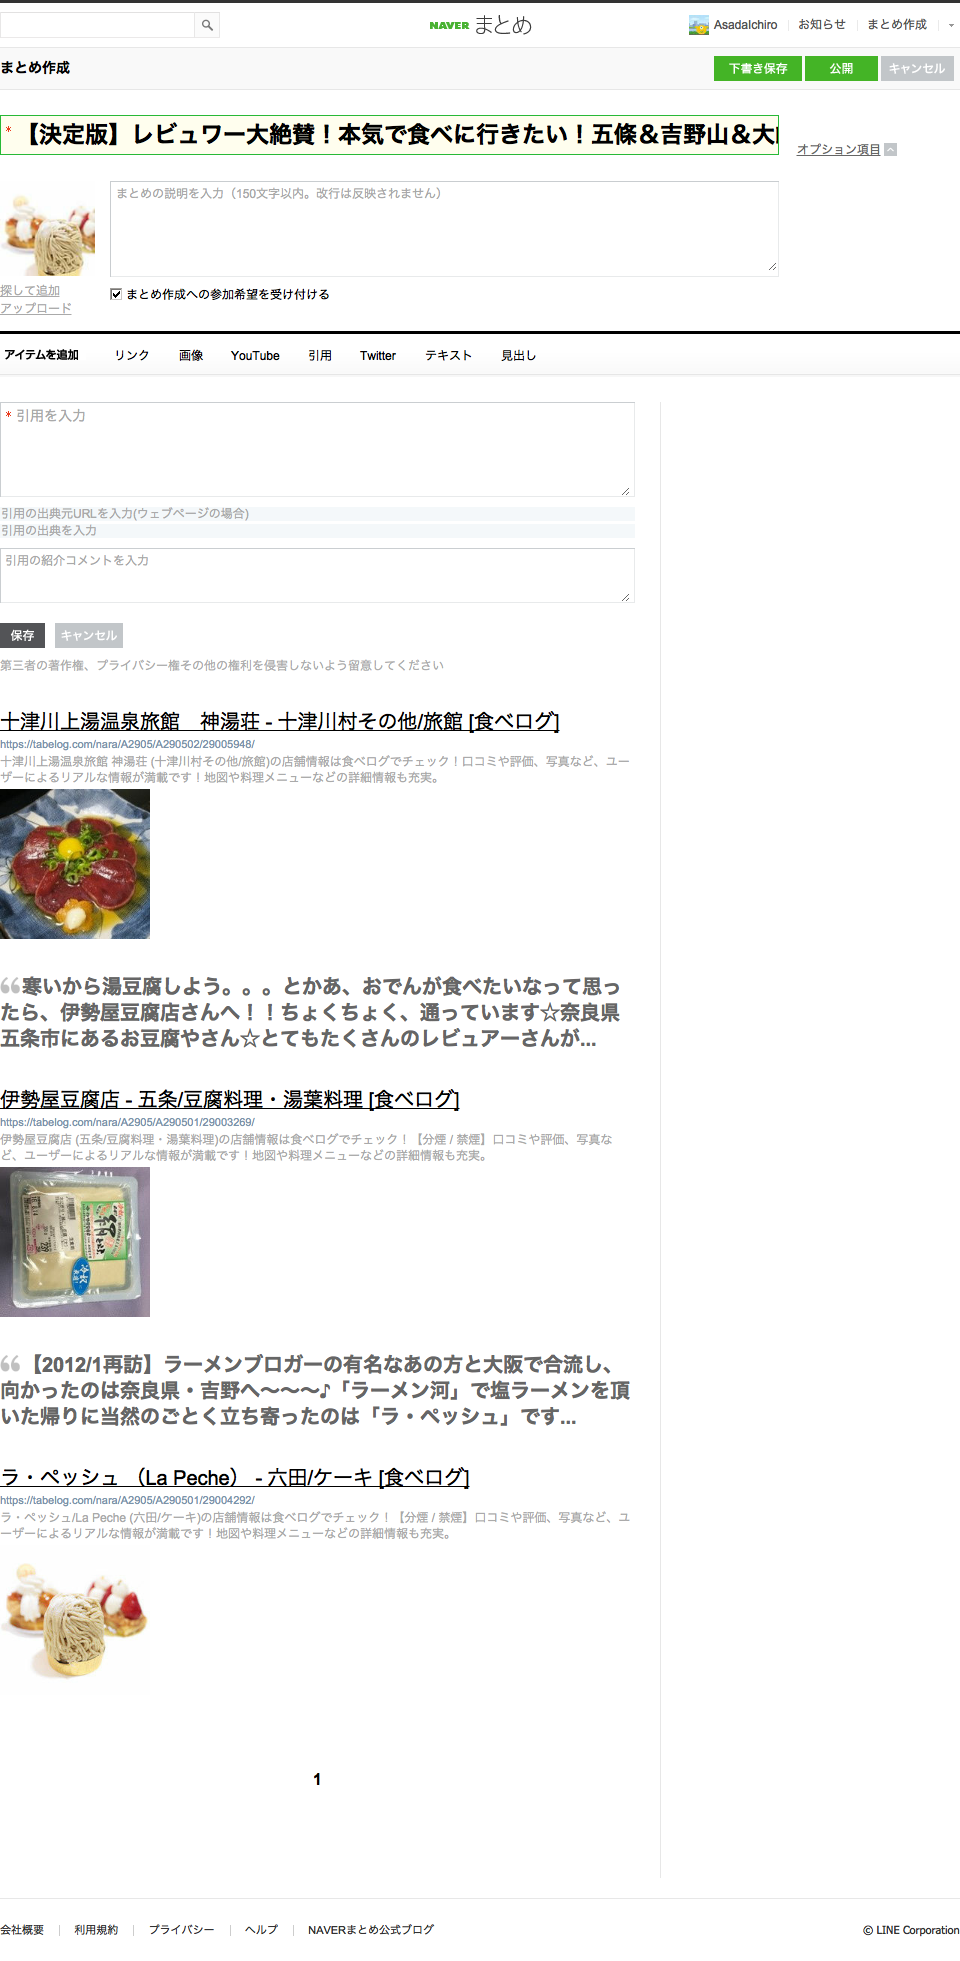 NAVER まとめ
AsadaIchiro お知らせ まとめ作成
まとめ作成
下書き保存 公開 キャンセル
* 【決定版】レビュワー大絶賛！本気で食べに行きたい！五條＆吉野山＆大
オプション項目
まとめの説明を入力（150文字以内。改行は反映されません）
探して追加
アップロード
まとめ作成への参加希望を受け付ける
アイテムを追加 リンク 画像 YouTube 引用 Twitter テキスト 見出し
* 引用を入力
引用の出典元URLを入力(ウェブページの場合)
引用の出典を入力
引用の紹介コメントを入力
保存 キャンセル
第三者の著作権、プライバシー権その他の権利を侵害しないよう留意してください
十津川上湯温泉旅館　神湯荘 - 十津川村その他/旅館 [食べログ]
https://tabelog.com/nara/A2905/A290502/29005948/
十津川上湯温泉旅館 神湯荘 (十津川村その他/旅館)の店舗情報は食べログでチェック！口コミや評価、写真など、ユー
ザーによるリアルな情報が満載です！地図や料理メニューなどの詳細情報も充実。
寒いから湯豆腐しよう。。。とかあ、おでんが食べたいなって思っ
たら、伊勢屋豆腐店さんへ！！ちょくちょく、通っています☆奈良県
五条市にあるお豆腐やさん☆とてもたくさんのレビュアーさんが...
伊勢屋豆腐店 - 五条/豆腐料理・湯葉料理 [食べログ]
https://tabelog.com/nara/A2905/A290501/29003269/
伊勢屋豆腐店 (五条/豆腐料理・湯葉料理)の店舗情報は食べログでチェック！【分煙 / 禁煙】口コミや評価、写真な
ど、ユーザーによるリアルな情報が満載です！地図や料理メニューなどの詳細情報も充実。
【2012/1再訪】ラーメンブロガーの有名なあの方と大阪で合流し、
向かったのは奈良県・吉野へ〜〜〜♪「ラーメン河」で塩ラーメンを頂
いた帰りに当然のごとく立ち寄ったのは「ラ・ペッシュ」です...
ラ・ペッシュ （La Peche） - 六田/ケーキ [食べログ]
https://tabelog.com/nara/A2905/A290501/29004292/
ラ・ペッシュ/La Peche (六田/ケーキ)の店舗情報は食べログでチェック！【分煙 / 禁煙】口コミや評価、写真など、ユ
ーザーによるリアルな情報が満載です！地図や料理メニューなどの詳細情報も充実。
1
会社概要 利用規約 プライバシー ヘルプ NAVERまとめ公式ブログ
© LINE Corporation